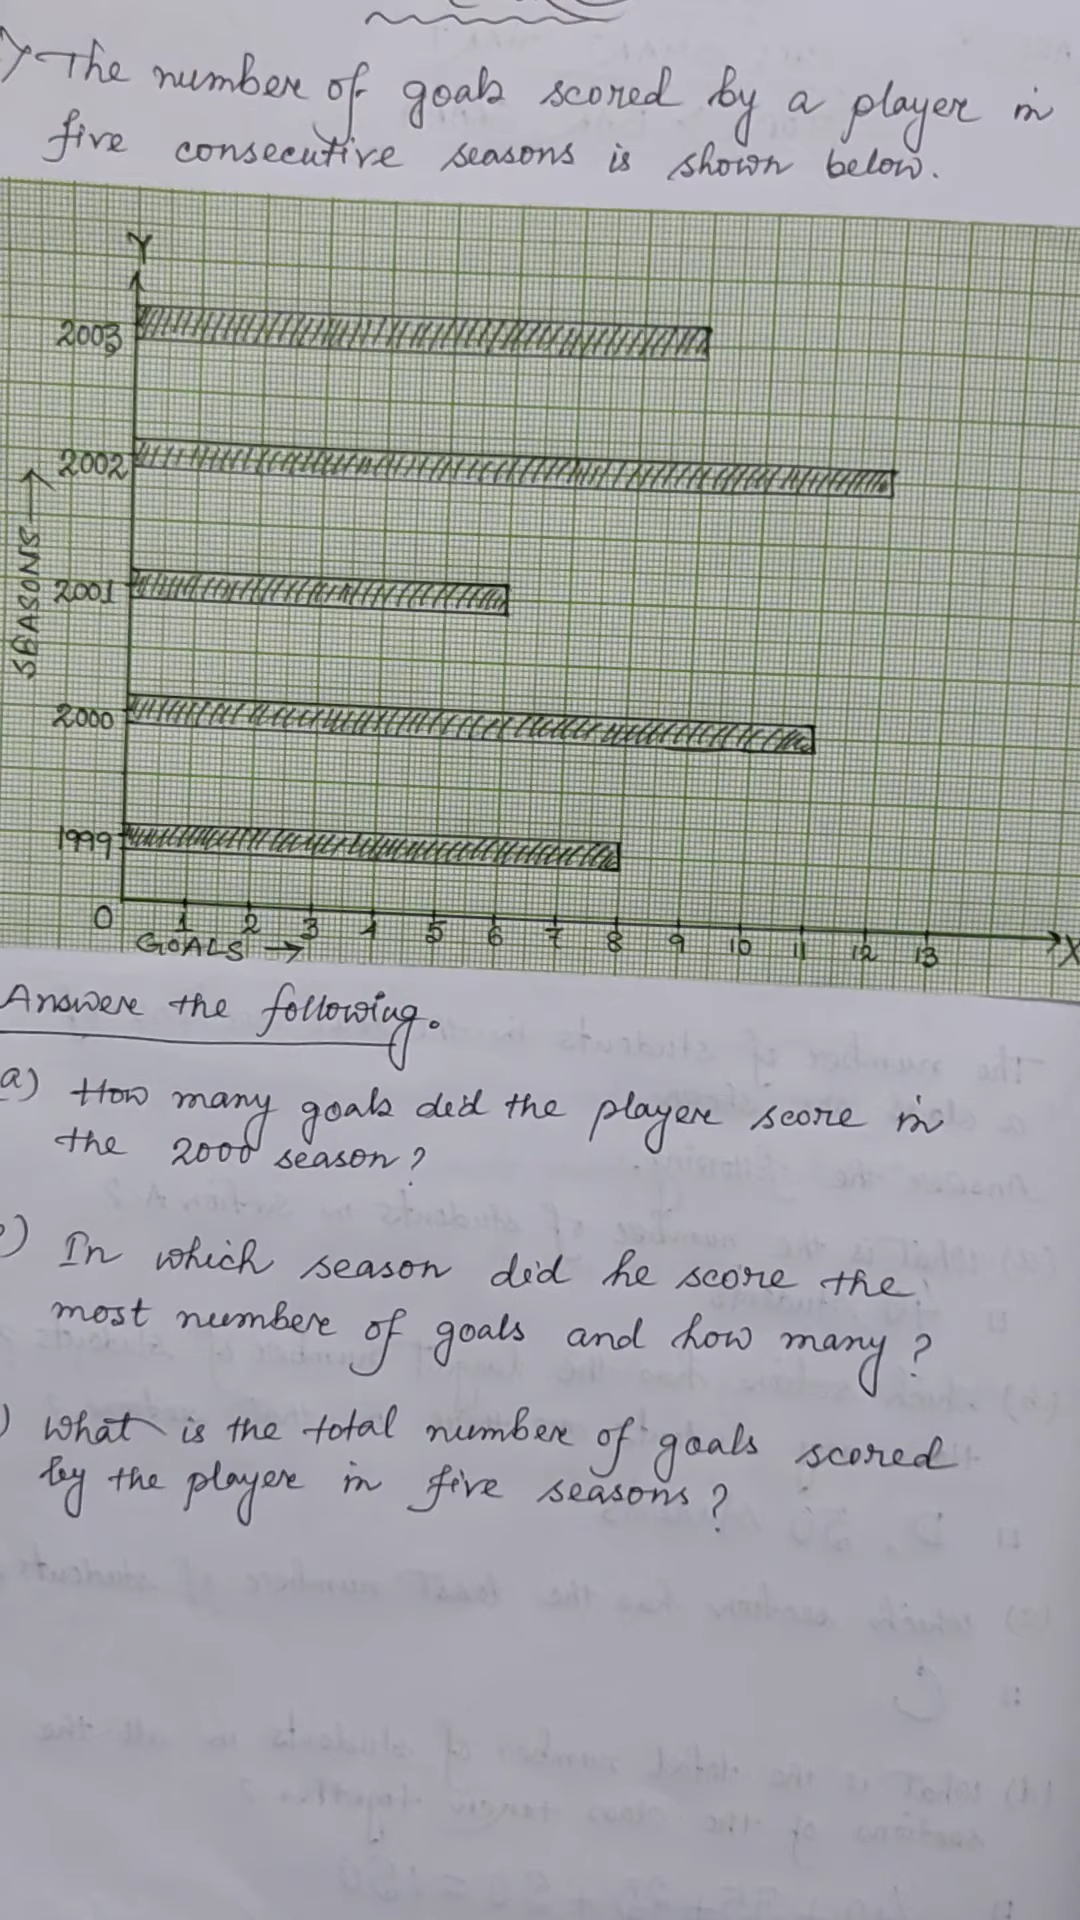 The number of goals scored by a player in
five consecutive seasons is shown below.
Y
2003
2002
2001
2000
1999
SEASONS
0 1 2 3 4 5 6 7 8 9 10 11 12 13 X
GOALS →
Answer the following.
a) How many goals did the player score in
the 2000 season?
) In which season did he score the
most number of goals and how many?
) What is the total number of goals scored
by the player in five seasons?